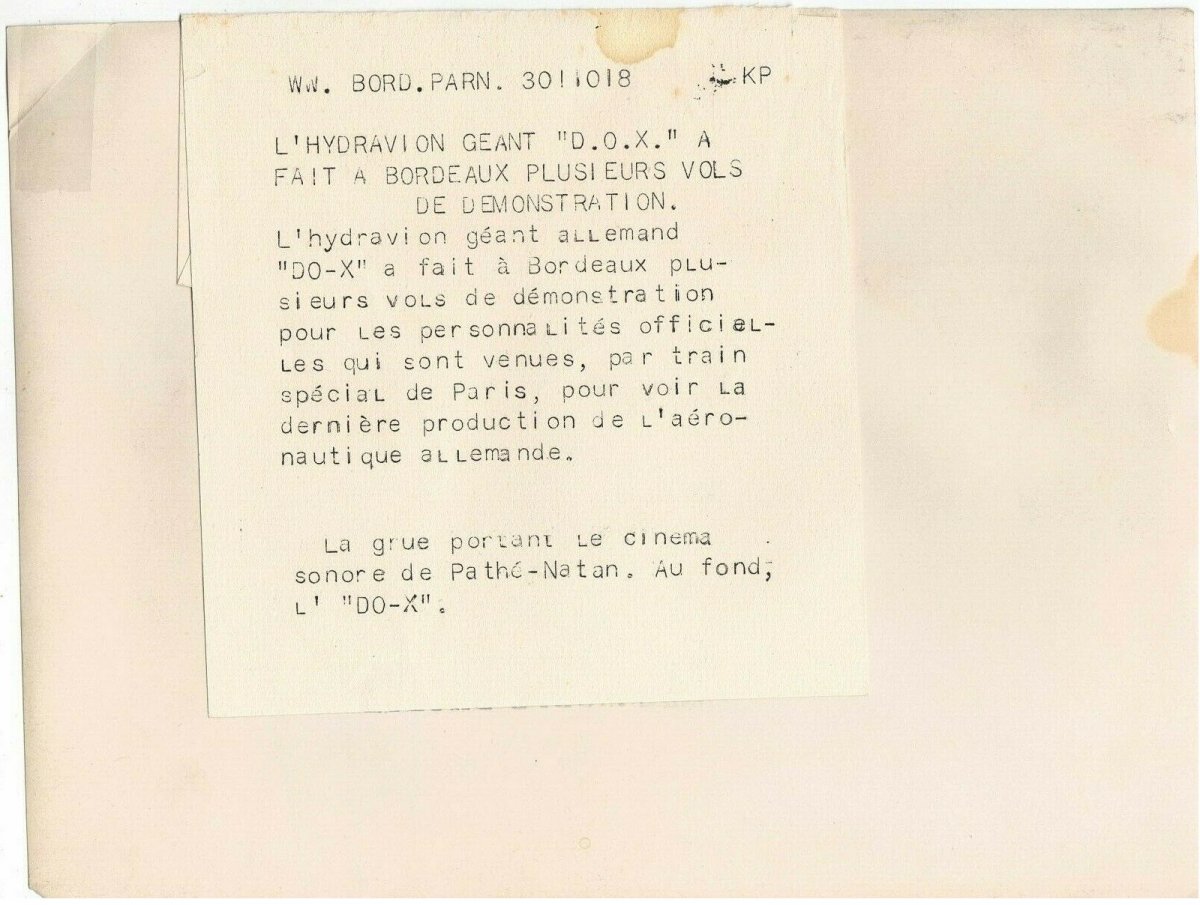 WW. BORD.PARN. 3011018 KP
L'HYDRAVION GEANT "D.O.X." A
FAIT A BORDEAUX PLUSIEURS VOLS
DE DEMONSTRATION.
L'hydravion géant allemand
"DO-X" a fait à Bordeaux plu-
sieurs vols de démonstration
pour les personnalités officiel-
les qui sont venues, par train
spécial de Paris, pour voir la
dernière production de l'aéro-
nautique allemande.
La grue portant le cinema
sonore de Pathé-Natan. Au fond,
l' "DO-X".